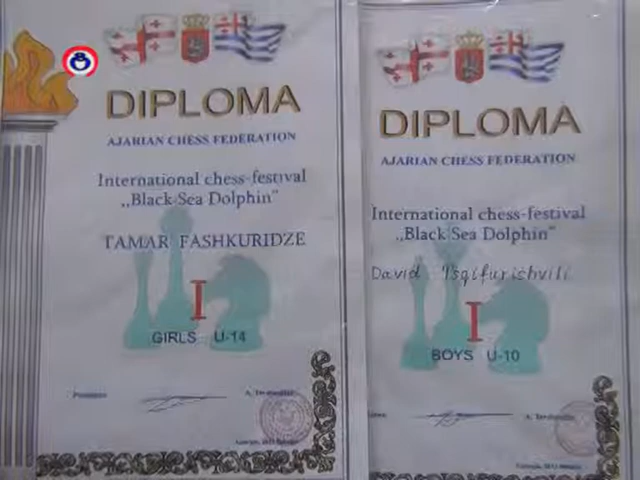 DIPLOMA
AJARIAN CHESS FEDERATION
International chess-festival
„Black Sea Dolphin"
TAMAR FASHKURIDZE
I
GIRLS U-14
DIPLOMA
AJARIAN CHESS FEDERATION
International chess-festival
„Black Sea Dolphin"
David
I
BOYS U-10